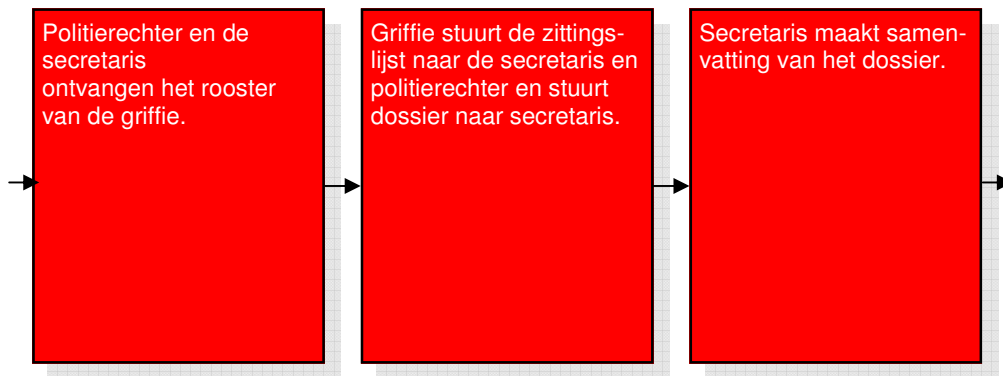 Politierechter en de
secretaris
ontvangen het rooster
van de griffie.
Griffie stuurt de zittings-
lijst naar de secretaris en
politierechter en stuurt
dossier naar secretaris.
Secretaris maakt samen-
vatting van het dossier.